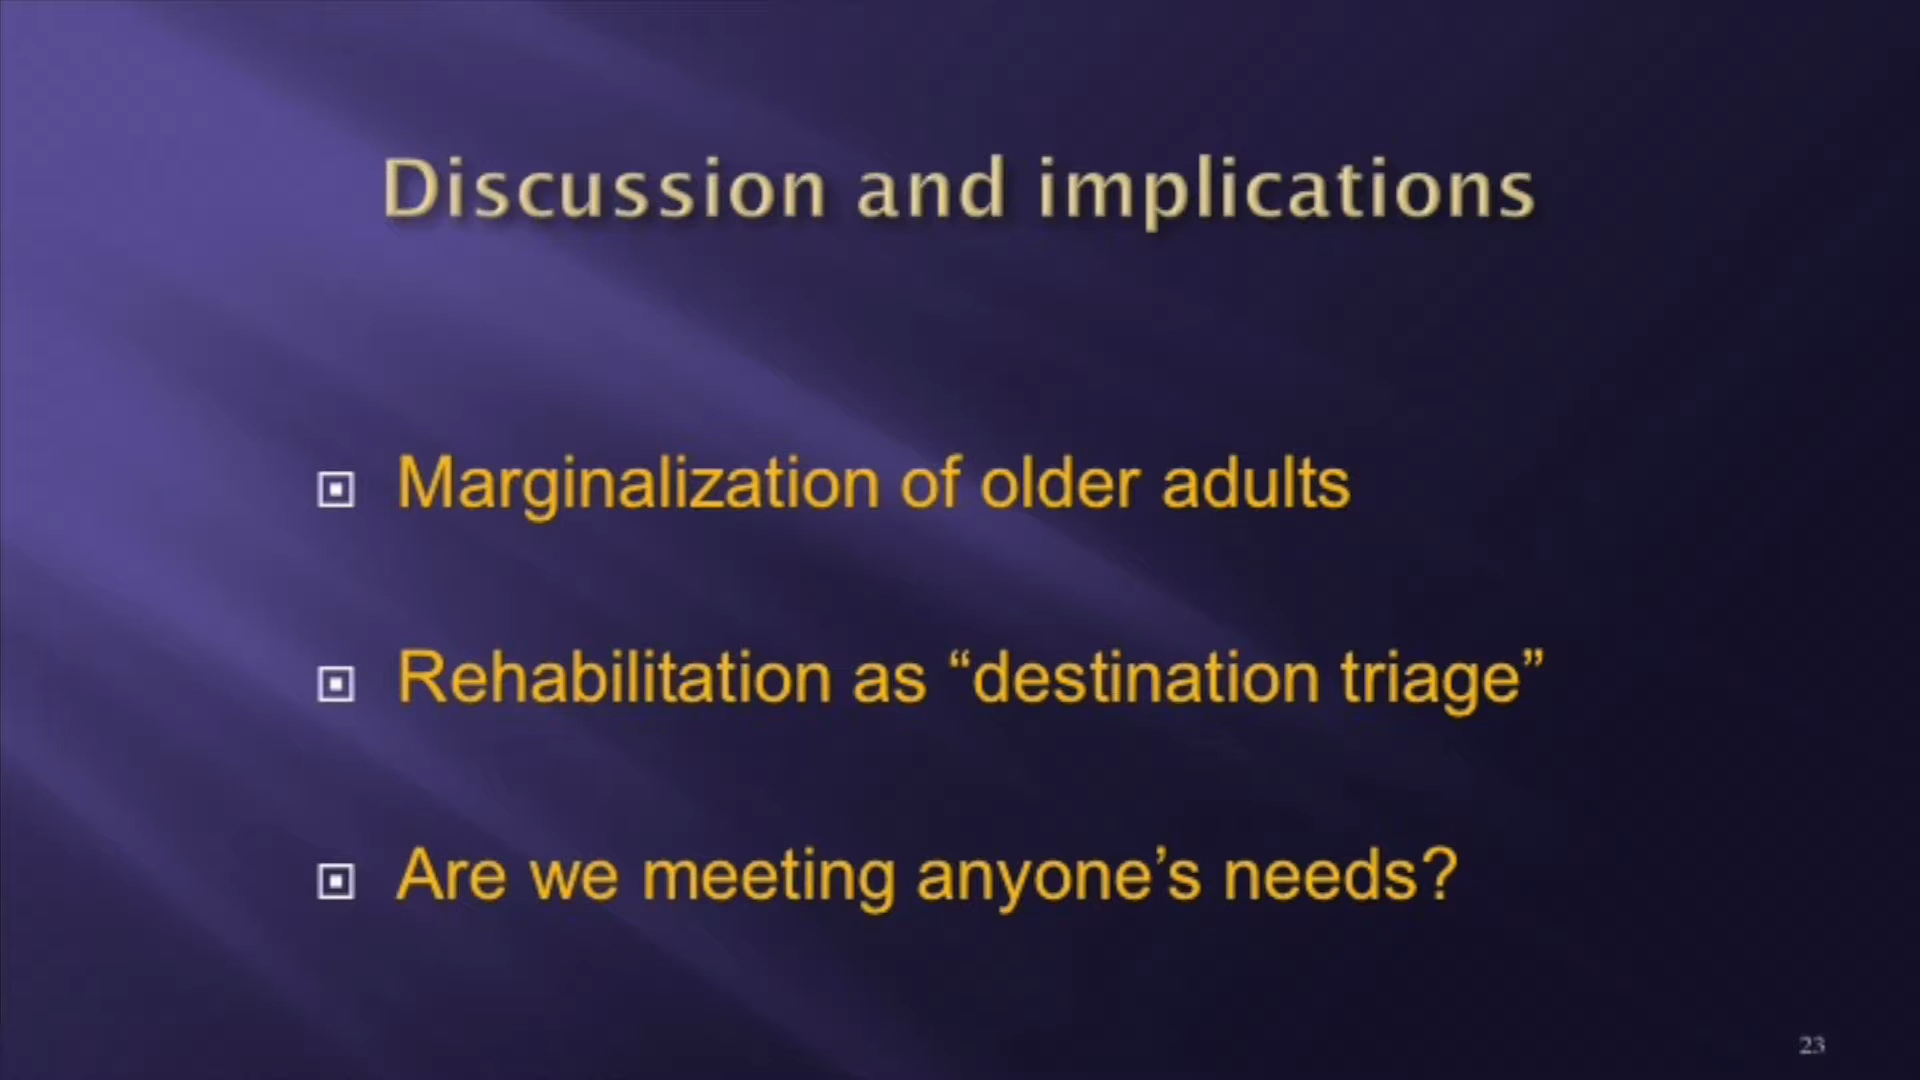 Discussion and implications
Marginalization of older adults
Rehabilitation as “destination triage”
Are we meeting anyone’s needs?
23